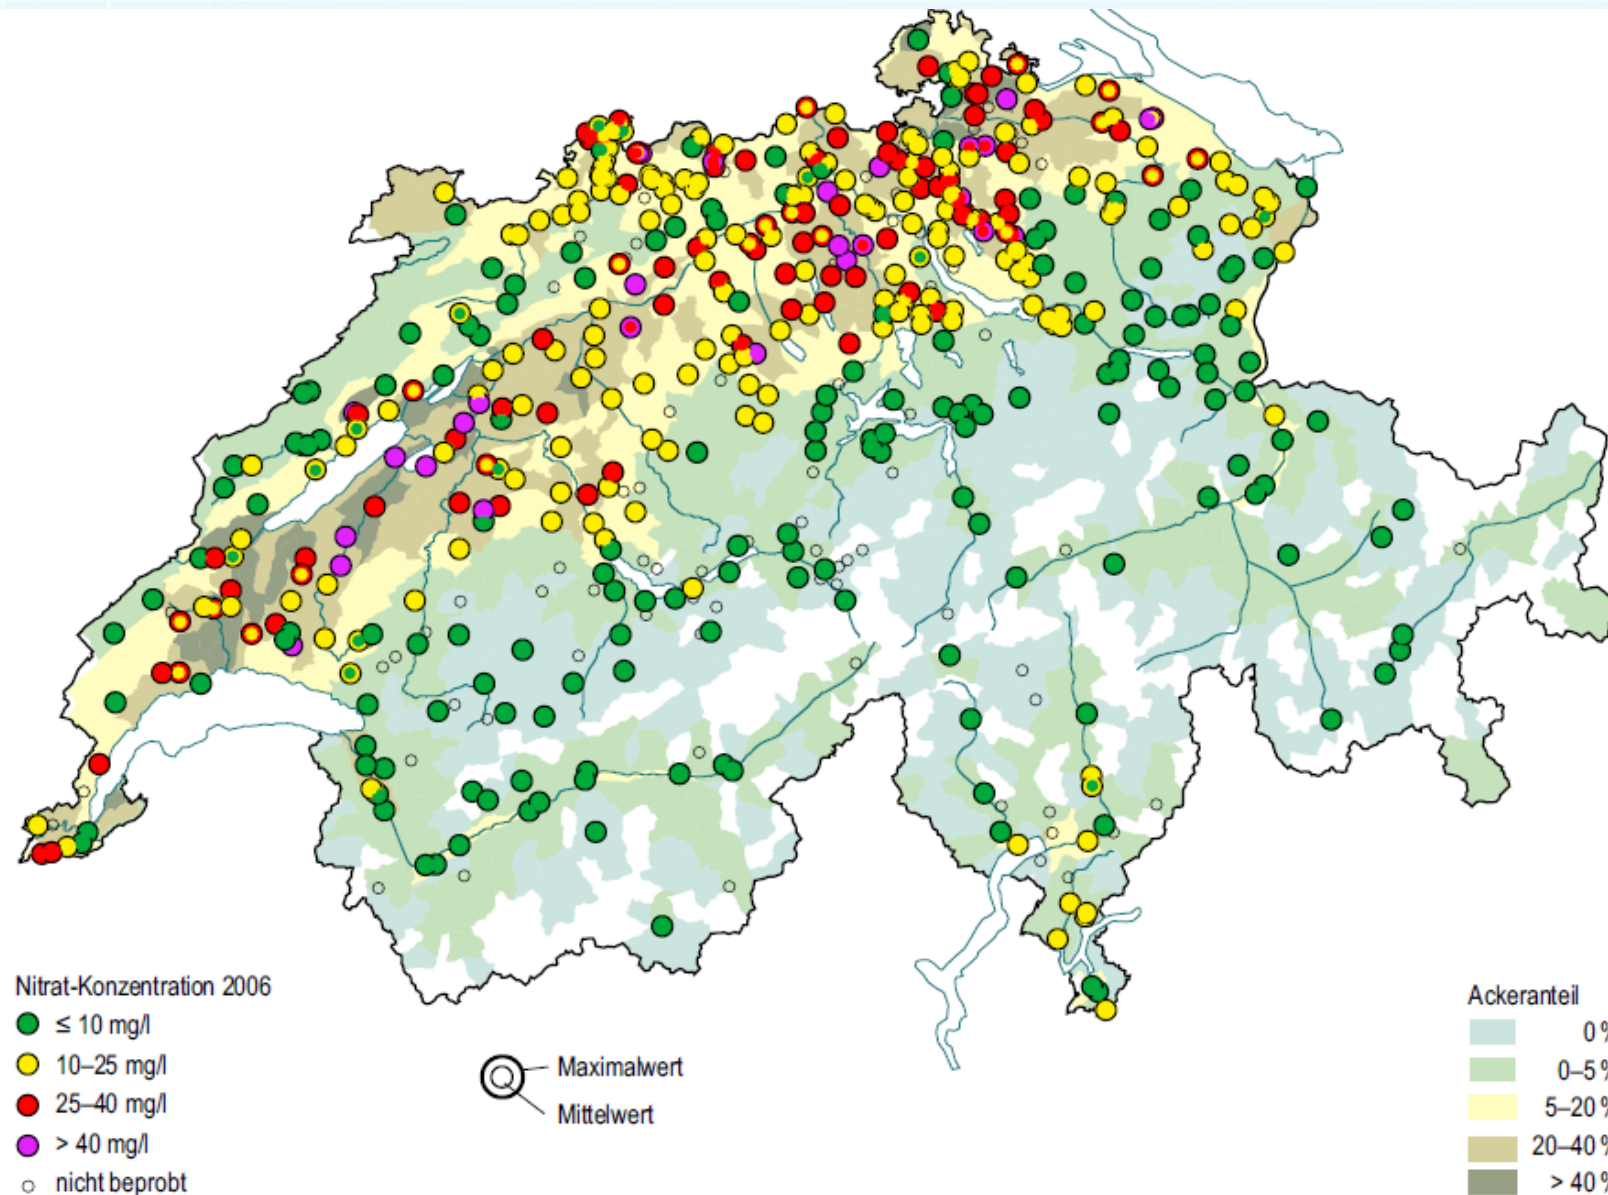 Nitrat-Konzentration 2006
≤ 10 mg/l
10–25 mg/l
25–40 mg/l
> 40 mg/l
nicht beprobt
Maximalwert
Mittelwert
Ackeranteil
0 %
0–5 %
5–20 %
20–40 %
> 40 %